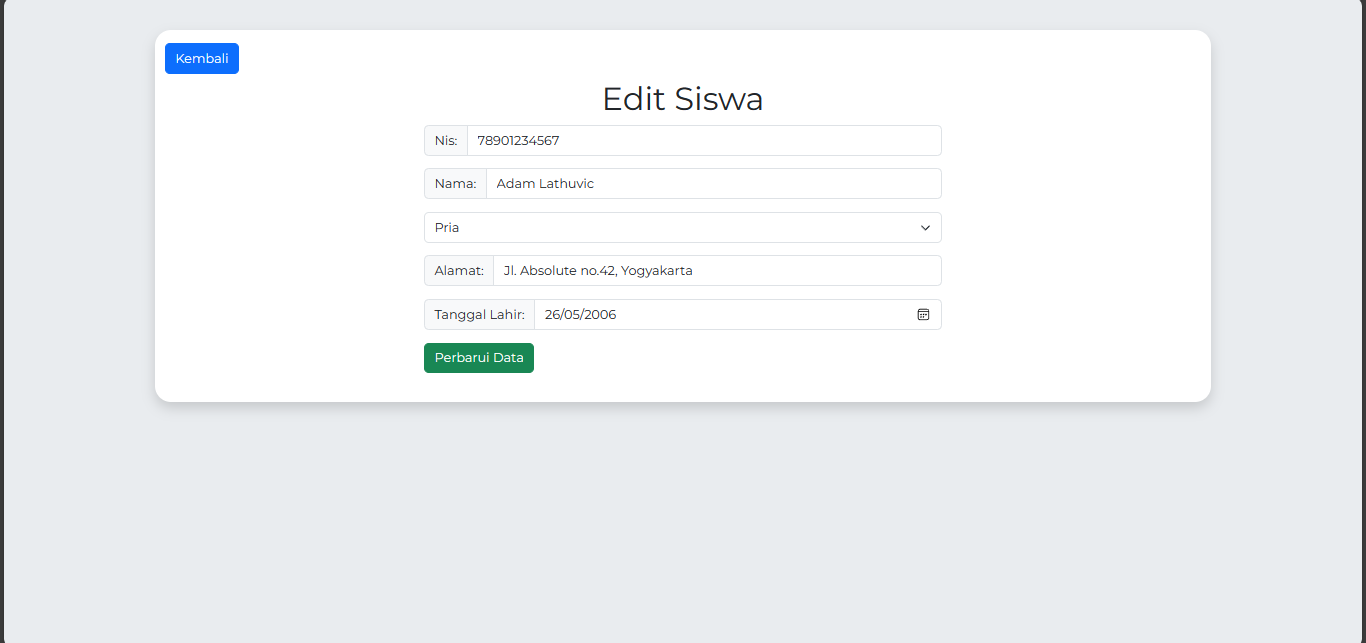 Kembali
Edit Siswa
Nis: 78901234567
Nama: Adam Lathuvic
Pria
Alamat: Jl. Absolute no.42, Yogyakarta
Tanggal Lahir: 26/05/2006
Perbarui Data